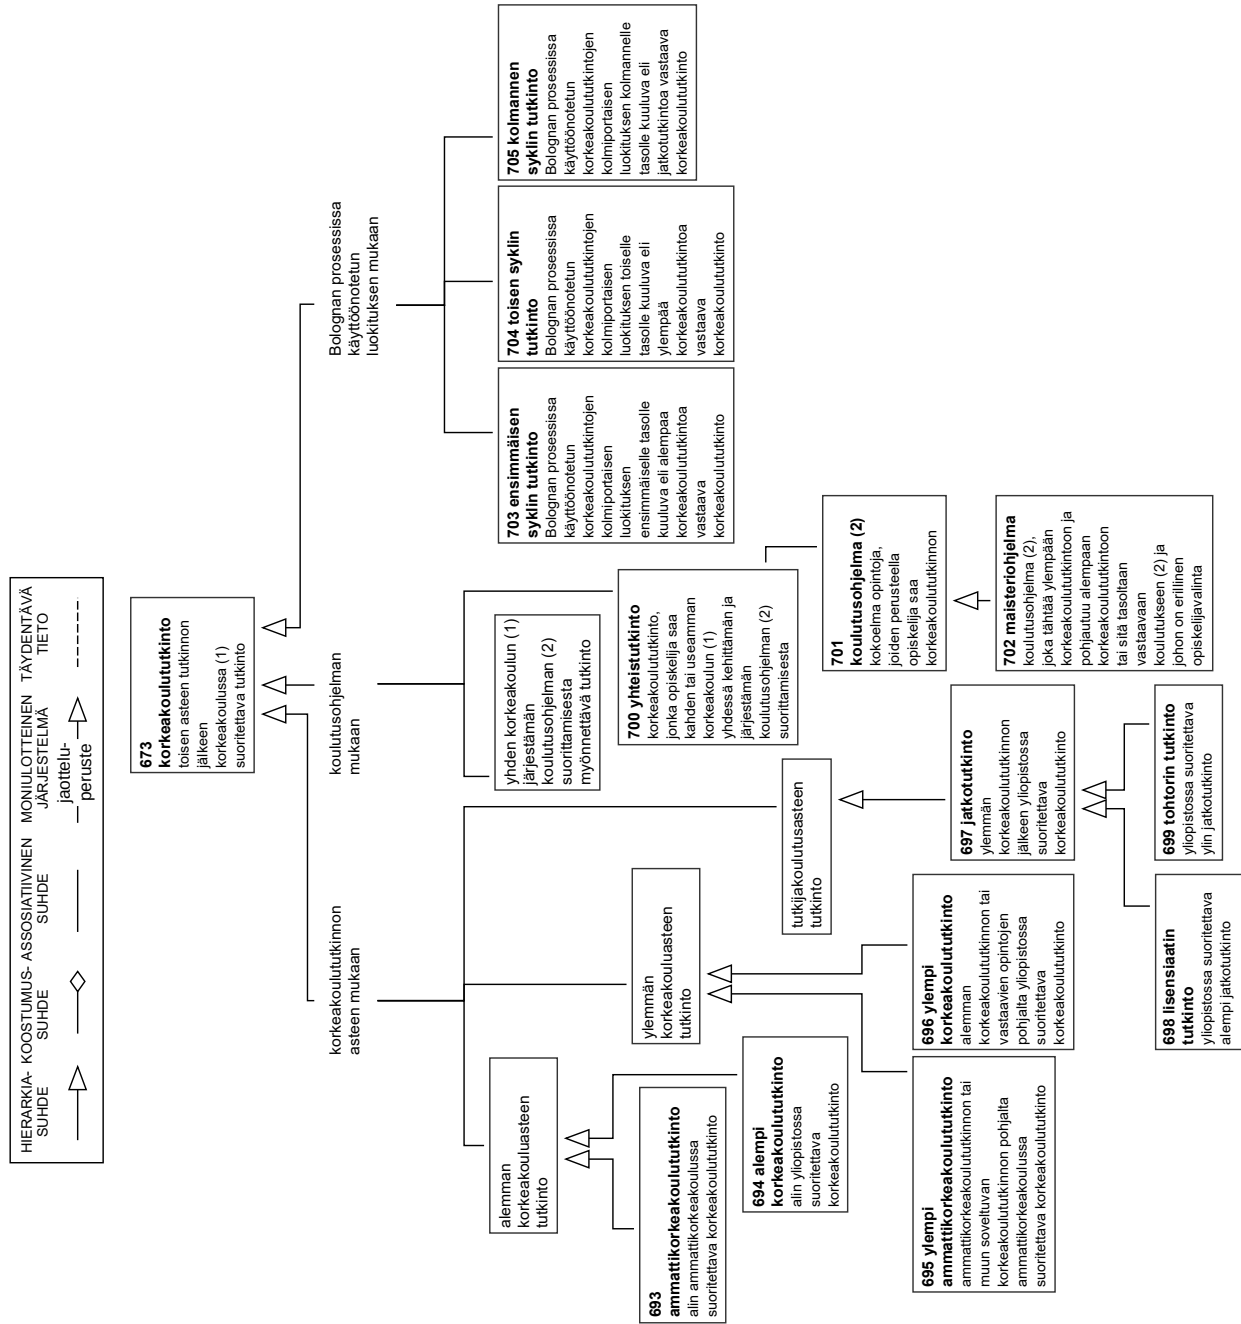 HIERARKIA- KOOSTUMUS- ASSOSIATIIVINEN MONIULOTTEINEN TÄYDENTÄVÄ
SUHDE SUHDE SUHDE JÄRJESTELMÄ TIETO
jaottelu-
peruste
673
korkeakoulututkinto
toisen asteen tutkinnon
jälkeen
korkeakoulussa (1)
suoritettava tutkinto
korkeakoulututkinnon
asteen mukaan
koulutusohjelman
mukaan
Bolognan prosessissa
käyttöönotetun
luokituksen mukaan
alemman
korkeakouluasteen
tutkinto
693
ammattikorkeakoulututkinto
alin ammattikorkeakoulussa
suoritettava korkeakoulututkinto
694 alempi
korkeakoulututkinto
alin yliopistossa
suoritettava
korkeakoulututkinto
ylemmän
korkeakouluasteen
tutkinto
695 ylempi
ammattikorkeakoulututkinto
ammattikorkeakoulututkinnon tai
muun soveltuvan
korkeakoulututkinnon pohjalta
ammattikorkeakoulussa
suoritettava korkeakoulututkinto
696 ylempi
korkeakoulututkinto
alemman
korkeakoulututkinnon tai
vastaavien opintojen
pohjalta yliopistossa
suoritettava
korkeakoulututkinto
tutkijakoulutusasteen
tutkinto
697 jatkotutkinto
ylemmän
korkeakoulututkinnon
jälkeen yliopistossa
suoritettava
korkeakoulututkinto
698 lisensiaatin
tutkinto
yliopistossa suoritettava
alempi jatkotutkinto
699 tohtorin tutkinto
yliopistossa suoritettava
ylin jatkotutkinto
yhden korkeakoulun (1)
järjestämän
koulutusohjelman (2)
suorittamisesta
myönnettävä tutkinto
700 yhteistutkinto
korkeakoulututkinto,
jonka opiskelija saa
kahden tai useamman
korkeakoulun (1)
yhdessä kehittämän ja
järjestämän
koulutusohjelman (2)
suorittamisesta
701
koulutusohjelma (2)
kokoelma opintoja,
joiden perusteella
opiskelija saa
korkeakoulututkinnon
702 maisteriohjelma
koulutusohjelma (2),
joka tähtää ylempään
korkeakoulututkintoon ja
pohjautuu alempaan
korkeakoulututkintoon
tai sitä tasoltaan
vastaavaan
koulutukseen (2) ja
johon on erillinen
opiskelijavalinta
703 ensimmäisen
syklin tutkinto
Bolognan prosessissa
käyttöönotetun
korkeakoulututkintojen
kolmiportaisen
luokituksen
ensimmäiselle tasolle
kuuluva eli alempaa
korkeakoulututkintoa
vastaava
korkeakoulututkinto
704 toisen syklin
tutkinto
Bolognan prosessissa
käyttöönotetun
korkeakoulututkintojen
kolmiportaisen
luokituksen toiselle
tasolle kuuluva eli
ylempää
korkeakoulututkintoa
vastaava
korkeakoulututkinto
705 kolmannen
syklin tutkinto
Bolognan prosessissa
käyttöönotetun
korkeakoulututkintojen
kolmiportaisen
luokituksen kolmannelle
tasolle kuuluva eli
jatkotutkintoa vastaava
korkeakoulututkinto